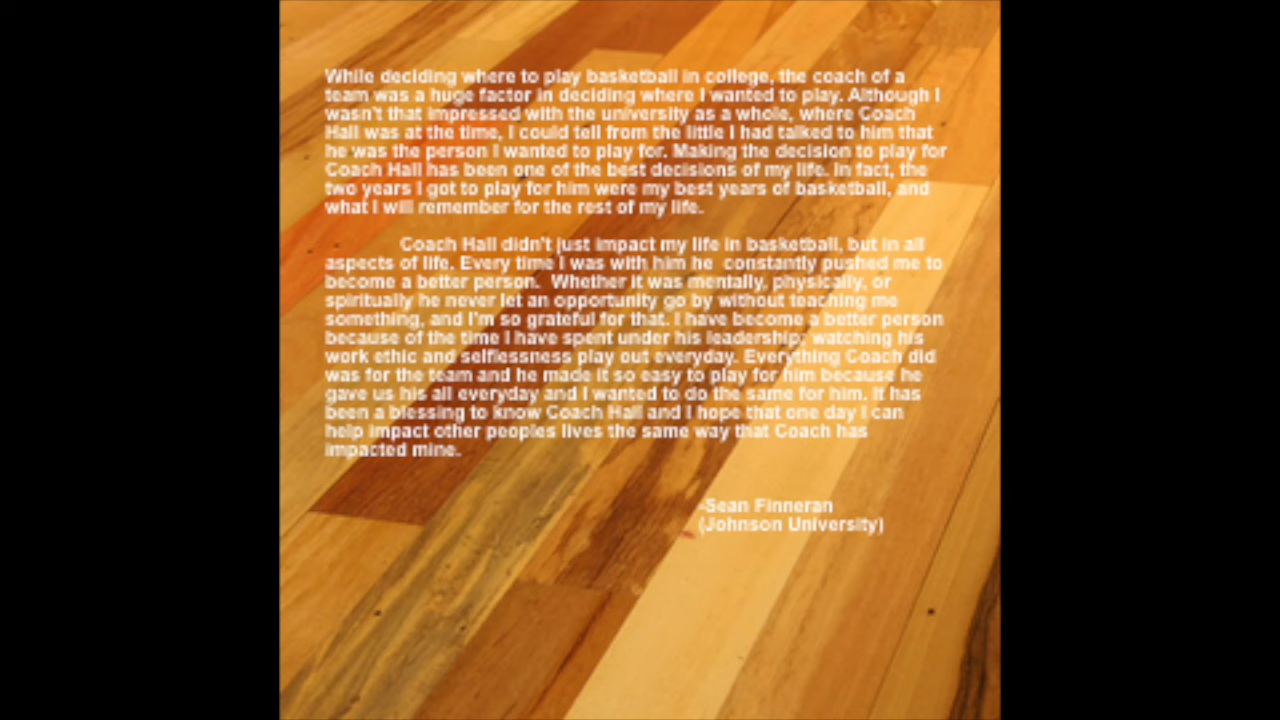 While deciding where to play basketball in college, the coach of a
team was a huge factor in deciding where I wanted to play. Although I
wasn't that impressed with the university as a whole, where Coach
Hall was at the time, I could tell from the little I had talked to him that
he was the person I wanted to play for. Making the decision to play for
Coach Hall has been one of the best decisions of my life. In fact, the
two years I got to play for him were my best years of basketball, and
what I will remember for the rest of my life.
Coach Hall didn't just impact my life in basketball, but in all
aspects of life. Every time I was with him he  constantly pushed me to
become a better person.  Whether it was mentally, physically, or
spiritually he never let an opportunity go by without teaching me
something, and I'm so grateful for that. I have become a better person
because of the time I have spent under his leadership, watching his
work ethic and selflessness play out everyday. Everything Coach did
was for the team and he made it so easy to play for him because he
gave us his all everyday and I wanted to do the same for him. It has
been a blessing to know Coach Hall and I hope that one day I can
help impact other peoples lives the same way that Coach has
impacted mine.
-Sean Finneran
(Johnson University)